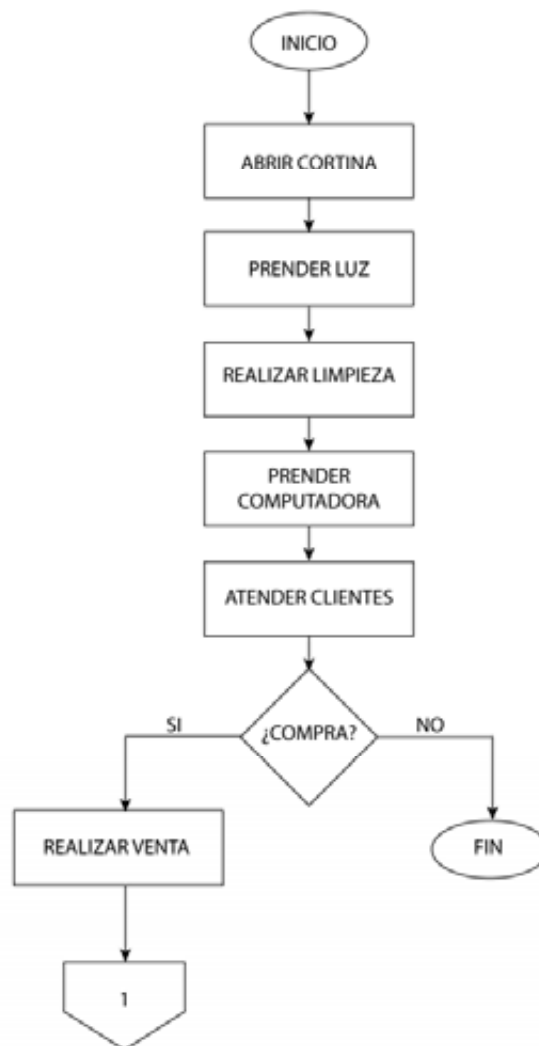 INICIO
ABRIR CORTINA
PRENDER LUZ
REALIZAR LIMPIEZA
PRENDER
COMPUTADORA
ATENDER CLIENTES
¿COMPRA?
SI
NO
REALIZAR VENTA
FIN
1